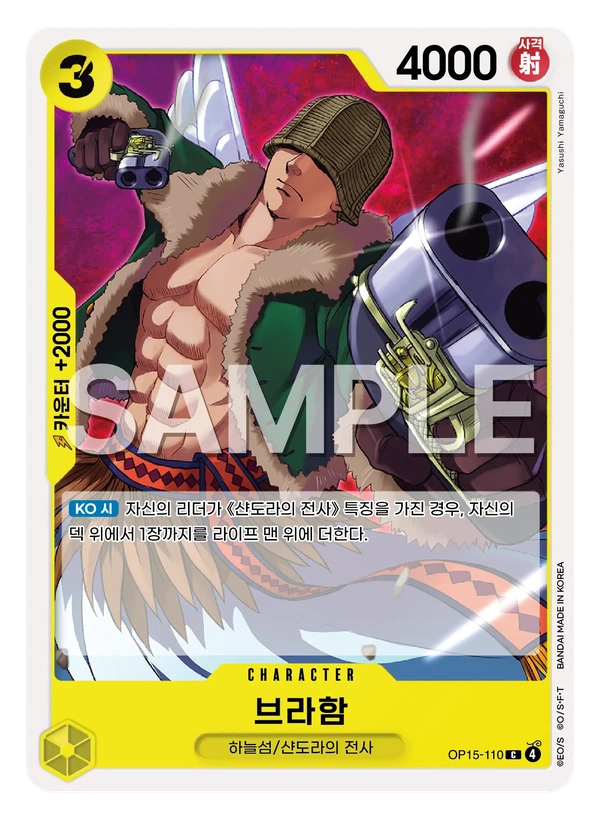 3
4000
사격
射
Yasushi Yamaguchi
카운터 +2000
SAMPLE
KO 시 자신의 리더가 《샨도라의 전사》 특징을 가진 경우, 자신의
덱 위에서 1장까지를 라이프 맨 위에 더한다.
CHARACTER
브라함
하늘섬/샨도라의 전사
OP15-110 C 4
©EO/S ©O/S·F·T BANDAI MADE IN KOREA